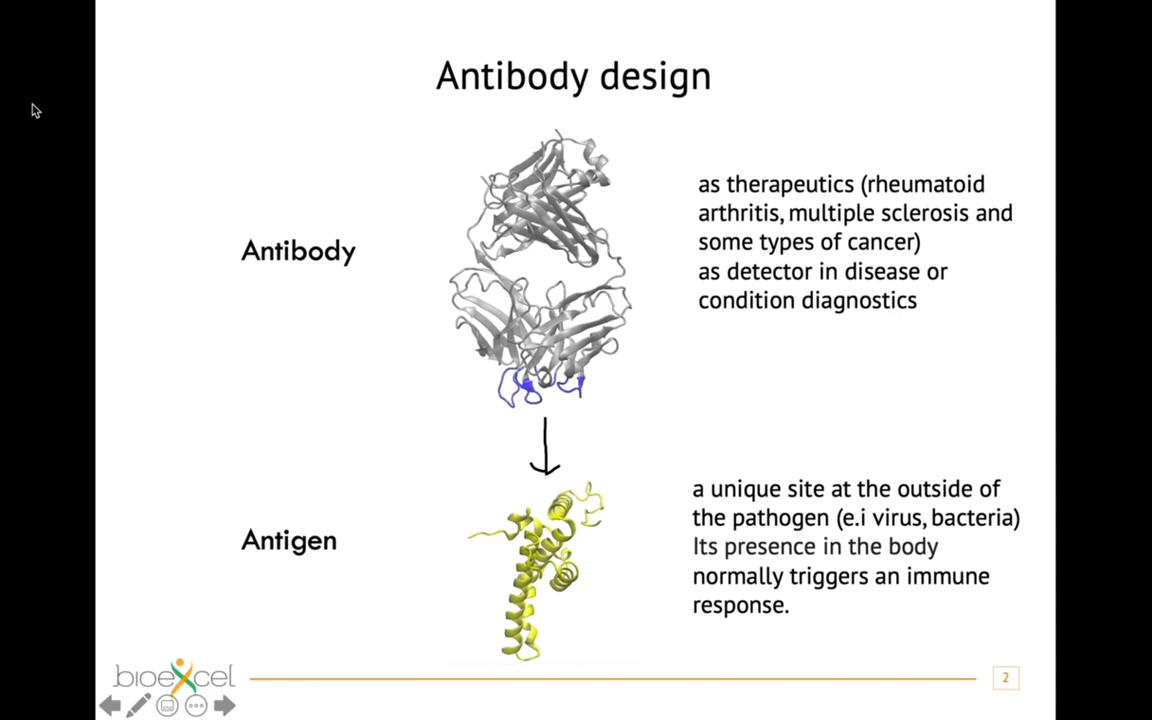 Antibody design
Antibody
as therapeutics (rheumatoid
arthritis, multiple sclerosis and
some types of cancer)
as detector in disease or
condition diagnostics
Antigen
a unique site at the outside of
the pathogen (e.i virus, bacteria)
Its presence in the body
normally triggers an immune
response.
bioexcel
2